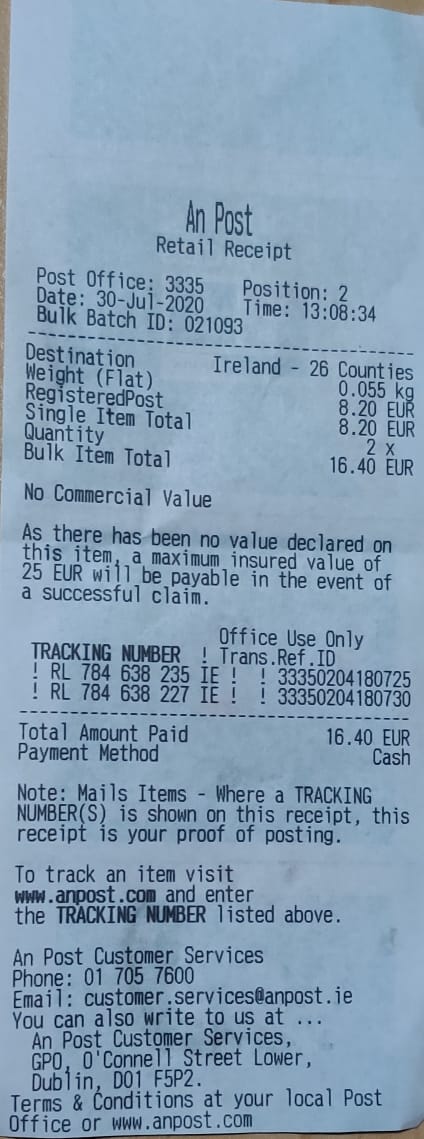 An Post
Retail Receipt
Post Office: 3335 Position: 2
Date: 30-Jul-2020 Time: 13:08:34
Bulk Batch ID: 021093
Destination Ireland - 26 Counties
Weight (Flat) 0.055 kg
RegisteredPost 8.20 EUR
Single Item Total 8.20 EUR
Quantity 2 x
Bulk Item Total 16.40 EUR
No Commercial Value
As there has been no value declared on
this item, a maximum insured value of
25 EUR will be payable in the event of
a successful claim.
Office Use Only
TRACKING NUMBER ! Trans.Ref.ID
! RL 784 638 235 IE ! ! 33350204180725
! RL 784 638 227 IE ! ! 33350204180730
Total Amount Paid 16.40 EUR
Payment Method Cash
Note: Mails Items - Where a TRACKING
NUMBER(S) is shown on this receipt, this
receipt is your proof of posting.
To track an item visit
www.anpost.com and enter
the TRACKING NUMBER listed above.
An Post Customer Services
Phone: 01 705 7600
Email: customer.services@anpost.ie
You can also write to us at ...
An Post Customer Services,
GPO, O'Connell Street Lower,
Dublin, D01 F5P2.
Terms & Conditions at your local Post
Office or www.anpost.com